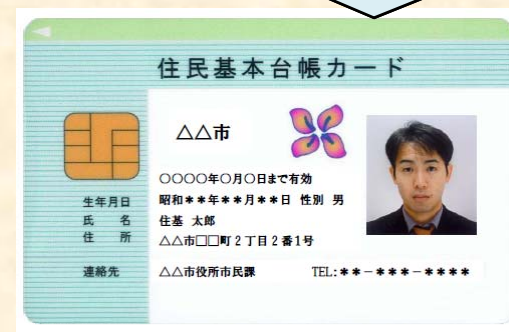 住民基本台帳カード
△△市
○○○○年○月○日まで有効
生年月日 昭和**年**月**日 性別 男
氏 名 住基 太郎
住 所 △△市□□町2丁目2番1号
連絡先 △△市役所市民課 TEL:**-***-****